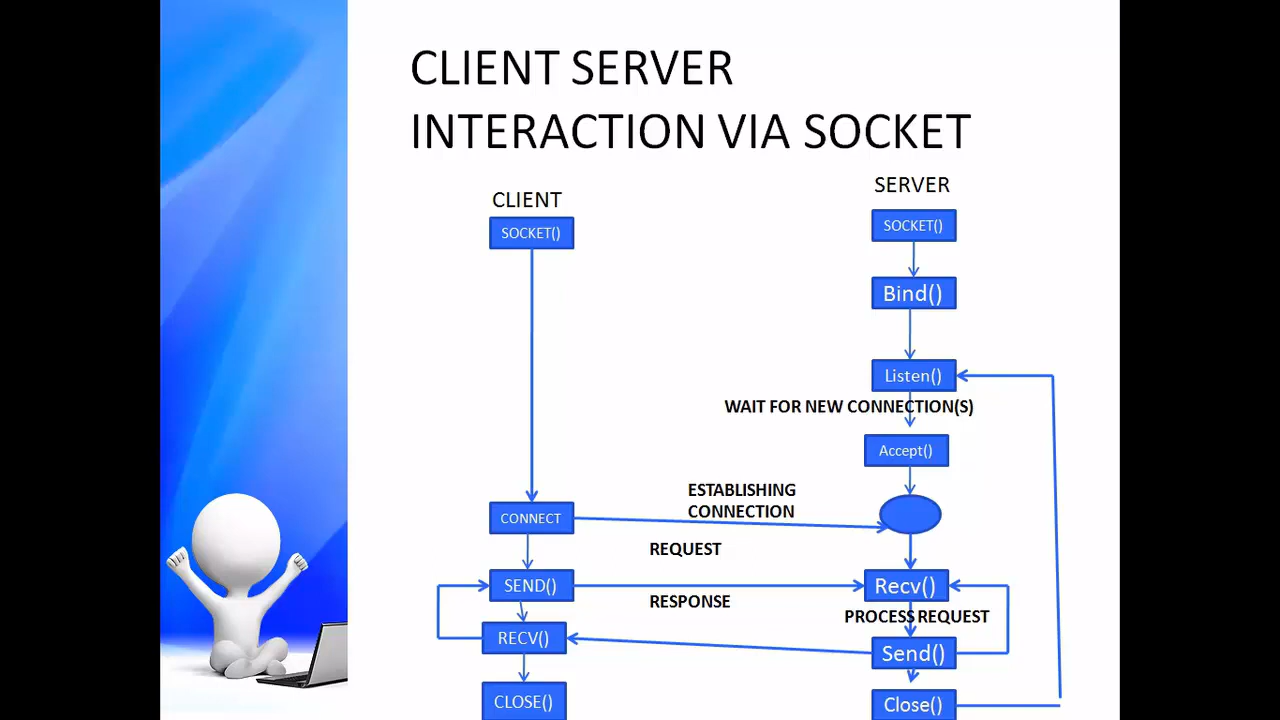 CLIENT SERVER
INTERACTION VIA SOCKET
CLIENT
SERVER
SOCKET()
SOCKET()
Bind()
Listen()
WAIT FOR NEW CONNECTION(S)
Accept()
ESTABLISHING
CONNECTION
CONNECT
REQUEST
SEND()
Recv()
RESPONSE
PROCESS REQUEST
RECV()
Send()
CLOSE()
Close()